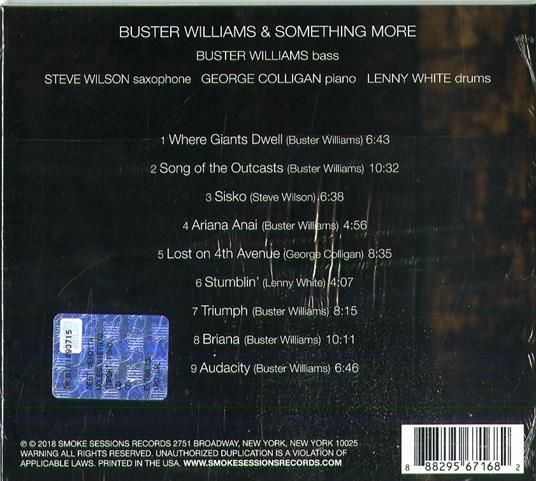 BUSTER WILLIAMS & SOMETHING MORE
BUSTER WILLIAMS bass
STEVE WILSON saxophone GEORGE COLLIGAN piano LENNY WHITE drums
1 Where Giants Dwell (Buster Williams) 6:43
2 Song of the Outcasts (Buster Williams) 10:32
3 Sisko (Steve Wilson) 6:38
4 Ariana Anai (Buster Williams) 4:56
5 Lost on 4th Avenue (George Colligan) 8:35
6 Stumblin' (Lenny White) 4:07
7 Triumph (Buster Williams) 8:15
8 Briana (Buster Williams) 10:11
9 Audacity (Buster Williams) 6:46
℗ © 2018 SMOKE SESSIONS RECORDS 2751 BROADWAY, NEW YORK, NEW YORK 10025
WARNING ALL RIGHTS RESERVED. UNAUTHORIZED DUPLICATION IS A VIOLATION OF
APPLICABLE LAWS. PRINTED IN THE USA. WWW.SMOKESESSIONSRECORDS.COM
8 88295 67168 2